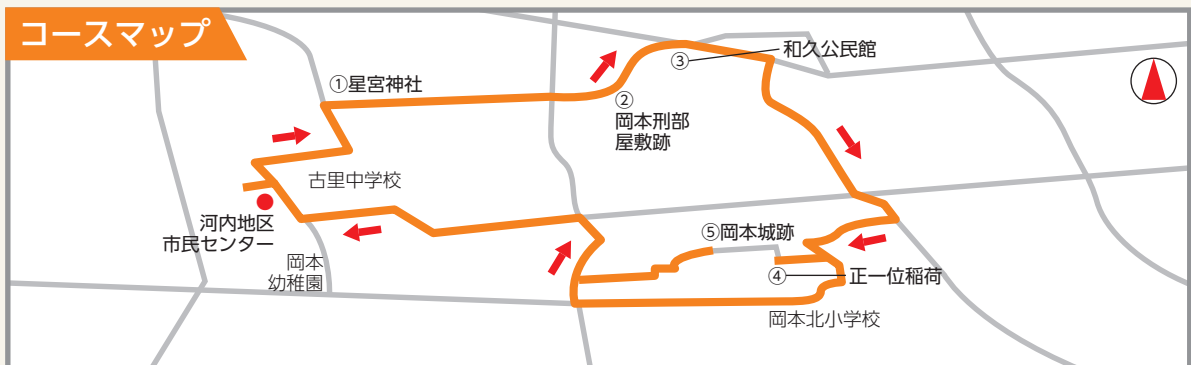 コースマップ
①星宮神社
②
岡本刑部
屋敷跡
③
和久公民館
古里中学校
河内地区
市民センター
岡本
幼稚園
⑤岡本城跡
④
正一位稲荷
岡本北小学校